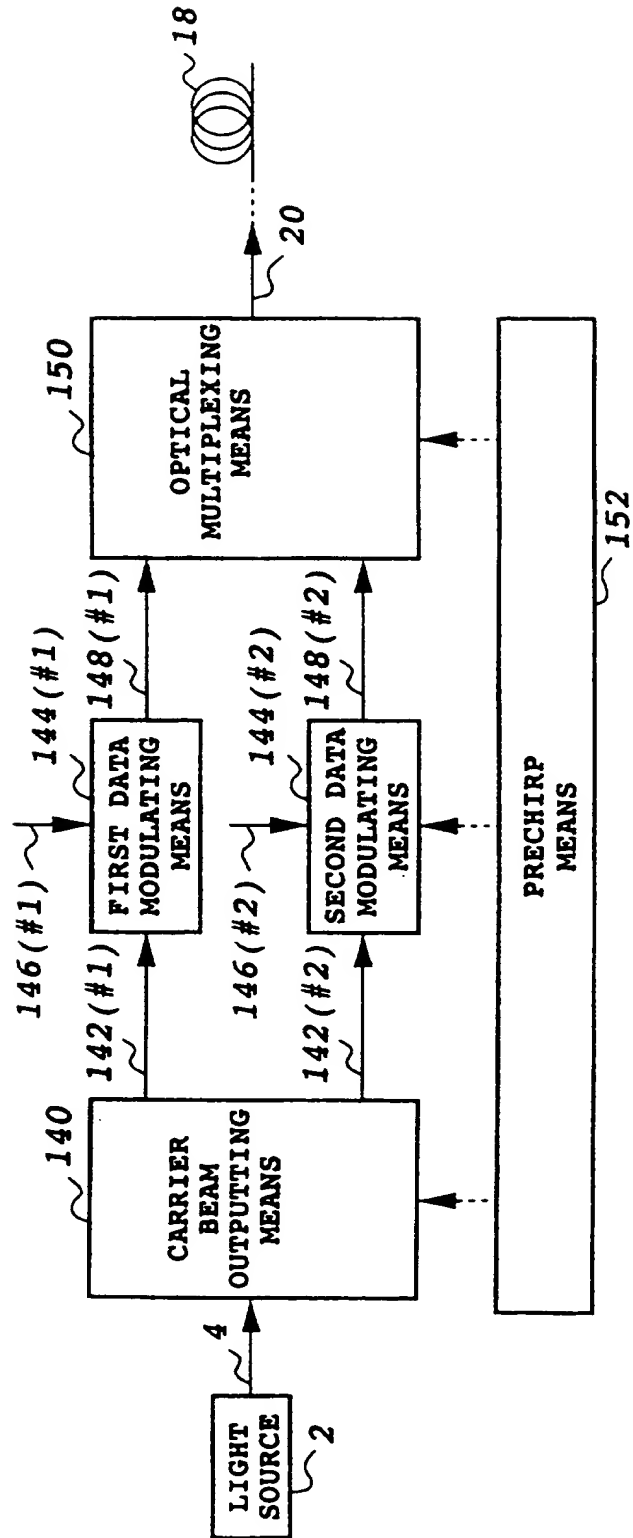 LIGHT
SOURCE
2
4
140
CARRIER
BEAM
OUTPUTTING
MEANS
142(#1)
142(#2)
146(#1)
144(#1)
FIRST DATA
MODULATING
MEANS
148(#1)
146(#2)
144(#2)
SECOND DATA
MODULATING
MEANS
148(#2)
150
OPTICAL
MULTIPLEXING
MEANS
20
18
PRECHIRP
MEANS
152